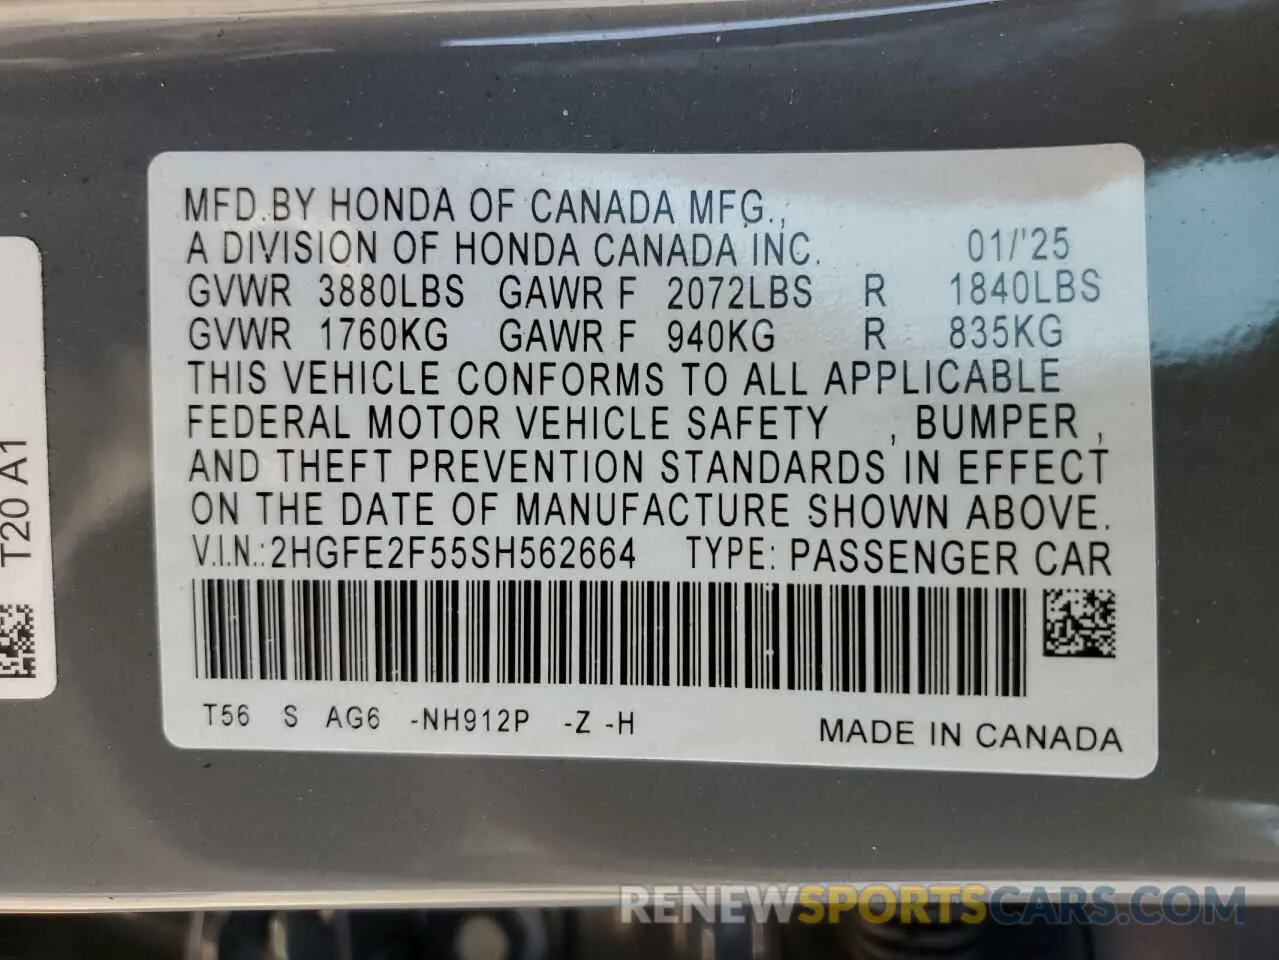 MFD.BY HONDA OF CANADA MFG.,
A DIVISION OF HONDA CANADA INC. 01/'25
GVWR 3880LBS GAWR F 2072LBS R 1840LBS
GVWR 1760KG GAWR F 940KG R 835KG
THIS VEHICLE CONFORMS TO ALL APPLICABLE
FEDERAL MOTOR VEHICLE SAFETY , BUMPER ,
AND THEFT PREVENTION STANDARDS IN EFFECT
ON THE DATE OF MANUFACTURE SHOWN ABOVE.
V.I.N.: 2HGFE2F55SH562664 TYPE: PASSENGER CAR
T56 S AG6 -NH912P -Z -H
MADE IN CANADA
T20 A1
RENEWSPORTSCARS.COM